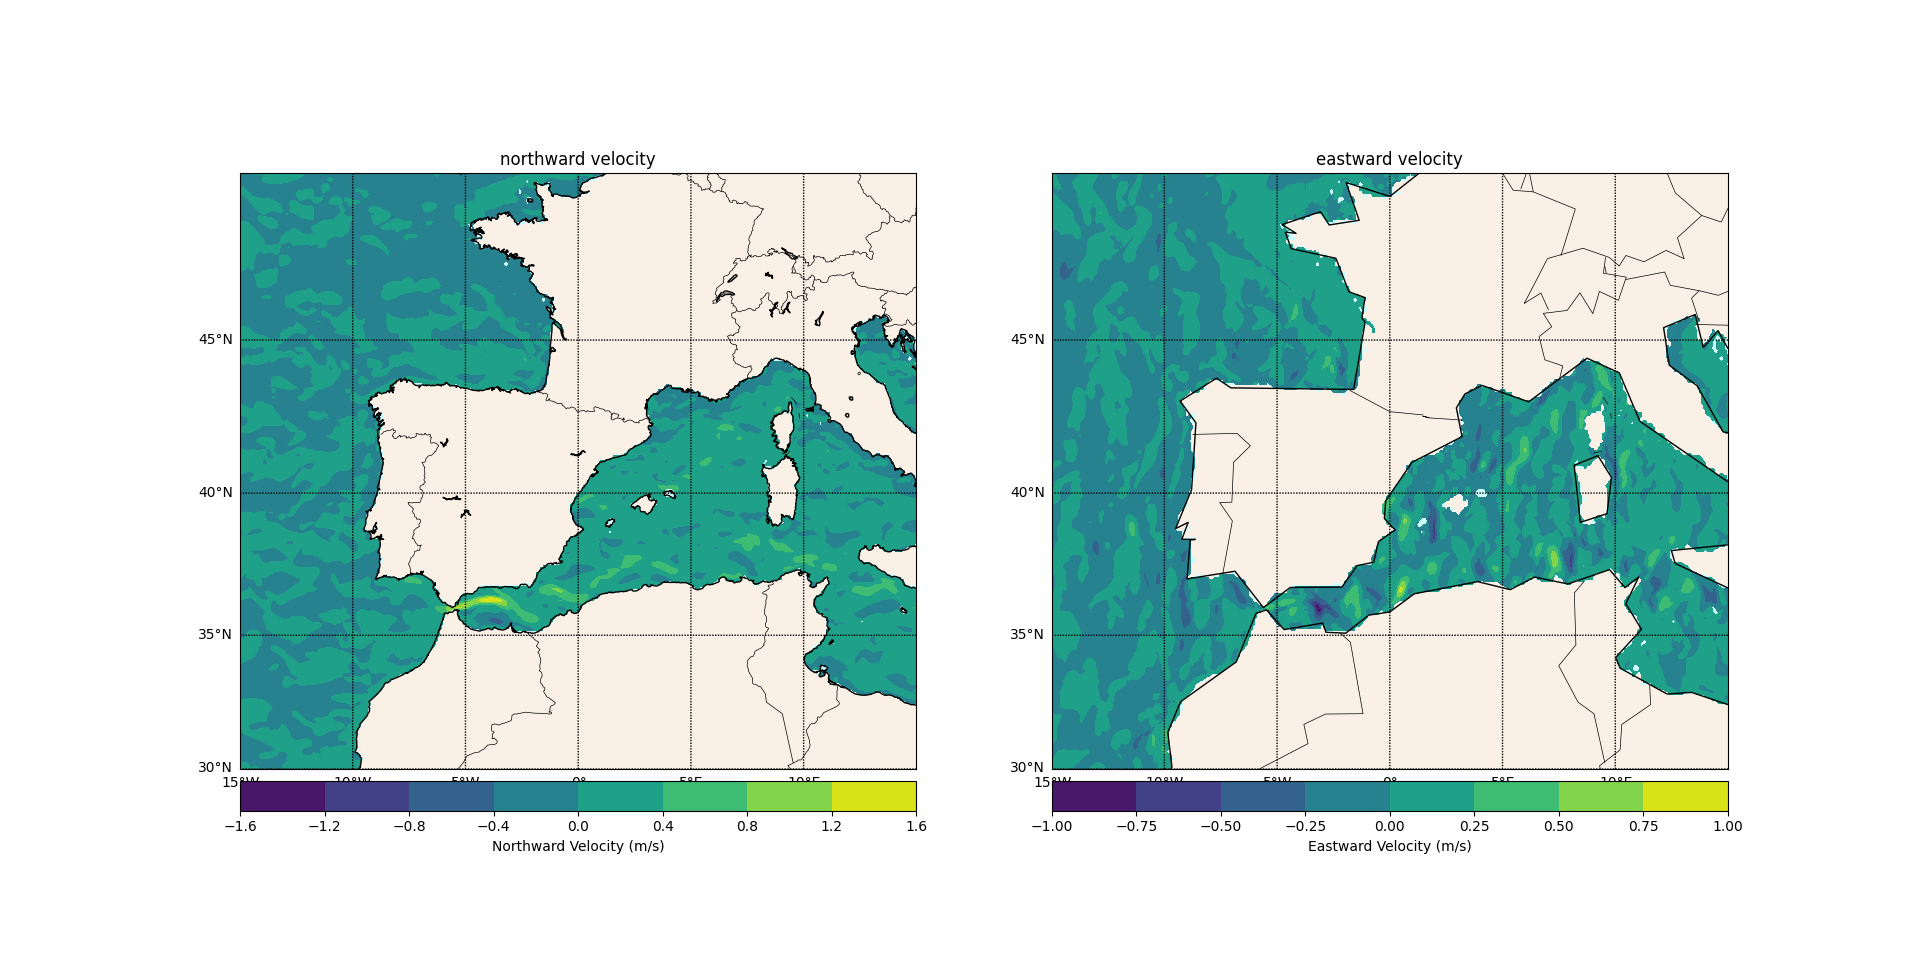 northward velocity
eastward velocity
45°N
40°N
35°N
30°N
15°W 10°W 5°W 0° 5°E 10°E
−1.6 −1.2 −0.8 −0.4 0.0 0.4 0.8 1.2 1.6
Northward Velocity (m/s)
45°N
40°N
35°N
30°N
10°W 5°W 0° 5°E 10°E
−1.00 −0.75 −0.50 −0.25 0.00 0.25 0.50 0.75 1.00
Eastward Velocity (m/s)